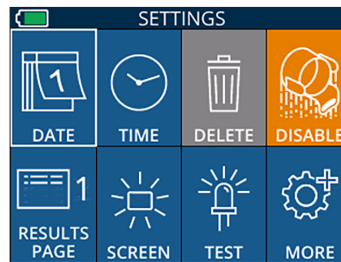 SETTINGS
1
DATE
TIME
DELETE
DISABLE
1
RESULTS
PAGE
SCREEN
TEST
MORE